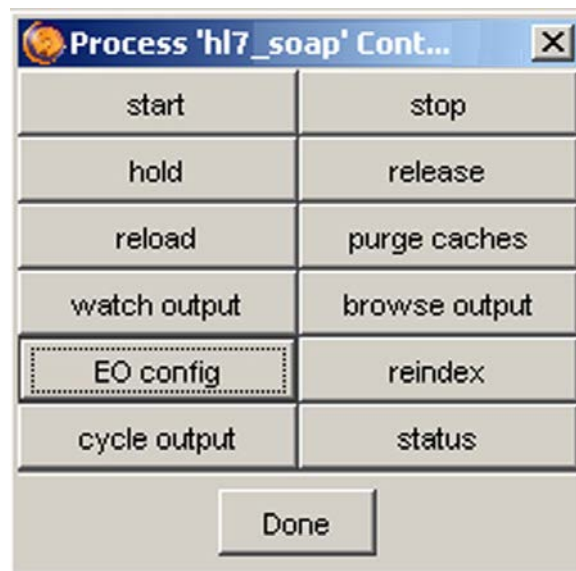 Process 'hl7_soap' Cont...
start stop
hold release
reload purge caches
watch output browse output
EO config reindex
cycle output status
Done